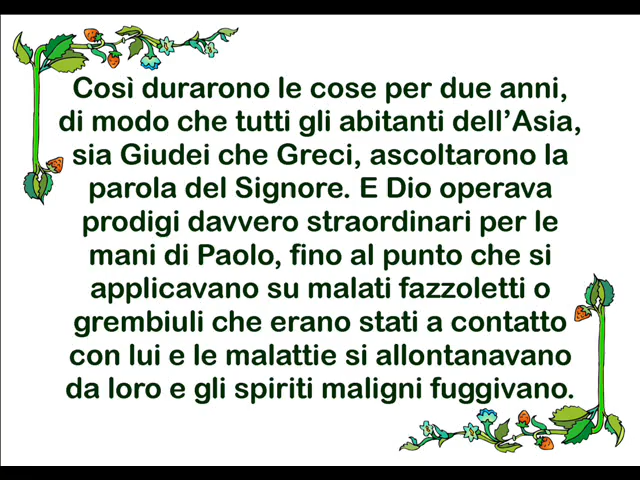 Così durarono le cose per due anni,
di modo che tutti gli abitanti dell’Asia,
sia Giudei che Greci, ascoltarono la
parola del Signore. E Dio operava
prodigi davvero straordinari per le
mani di Paolo, fino al punto che si
applicavano su malati fazzoletti o
grembiuli che erano stati a contatto
con lui e le malattie si allontanavano
da loro e gli spiriti maligni fuggivano.